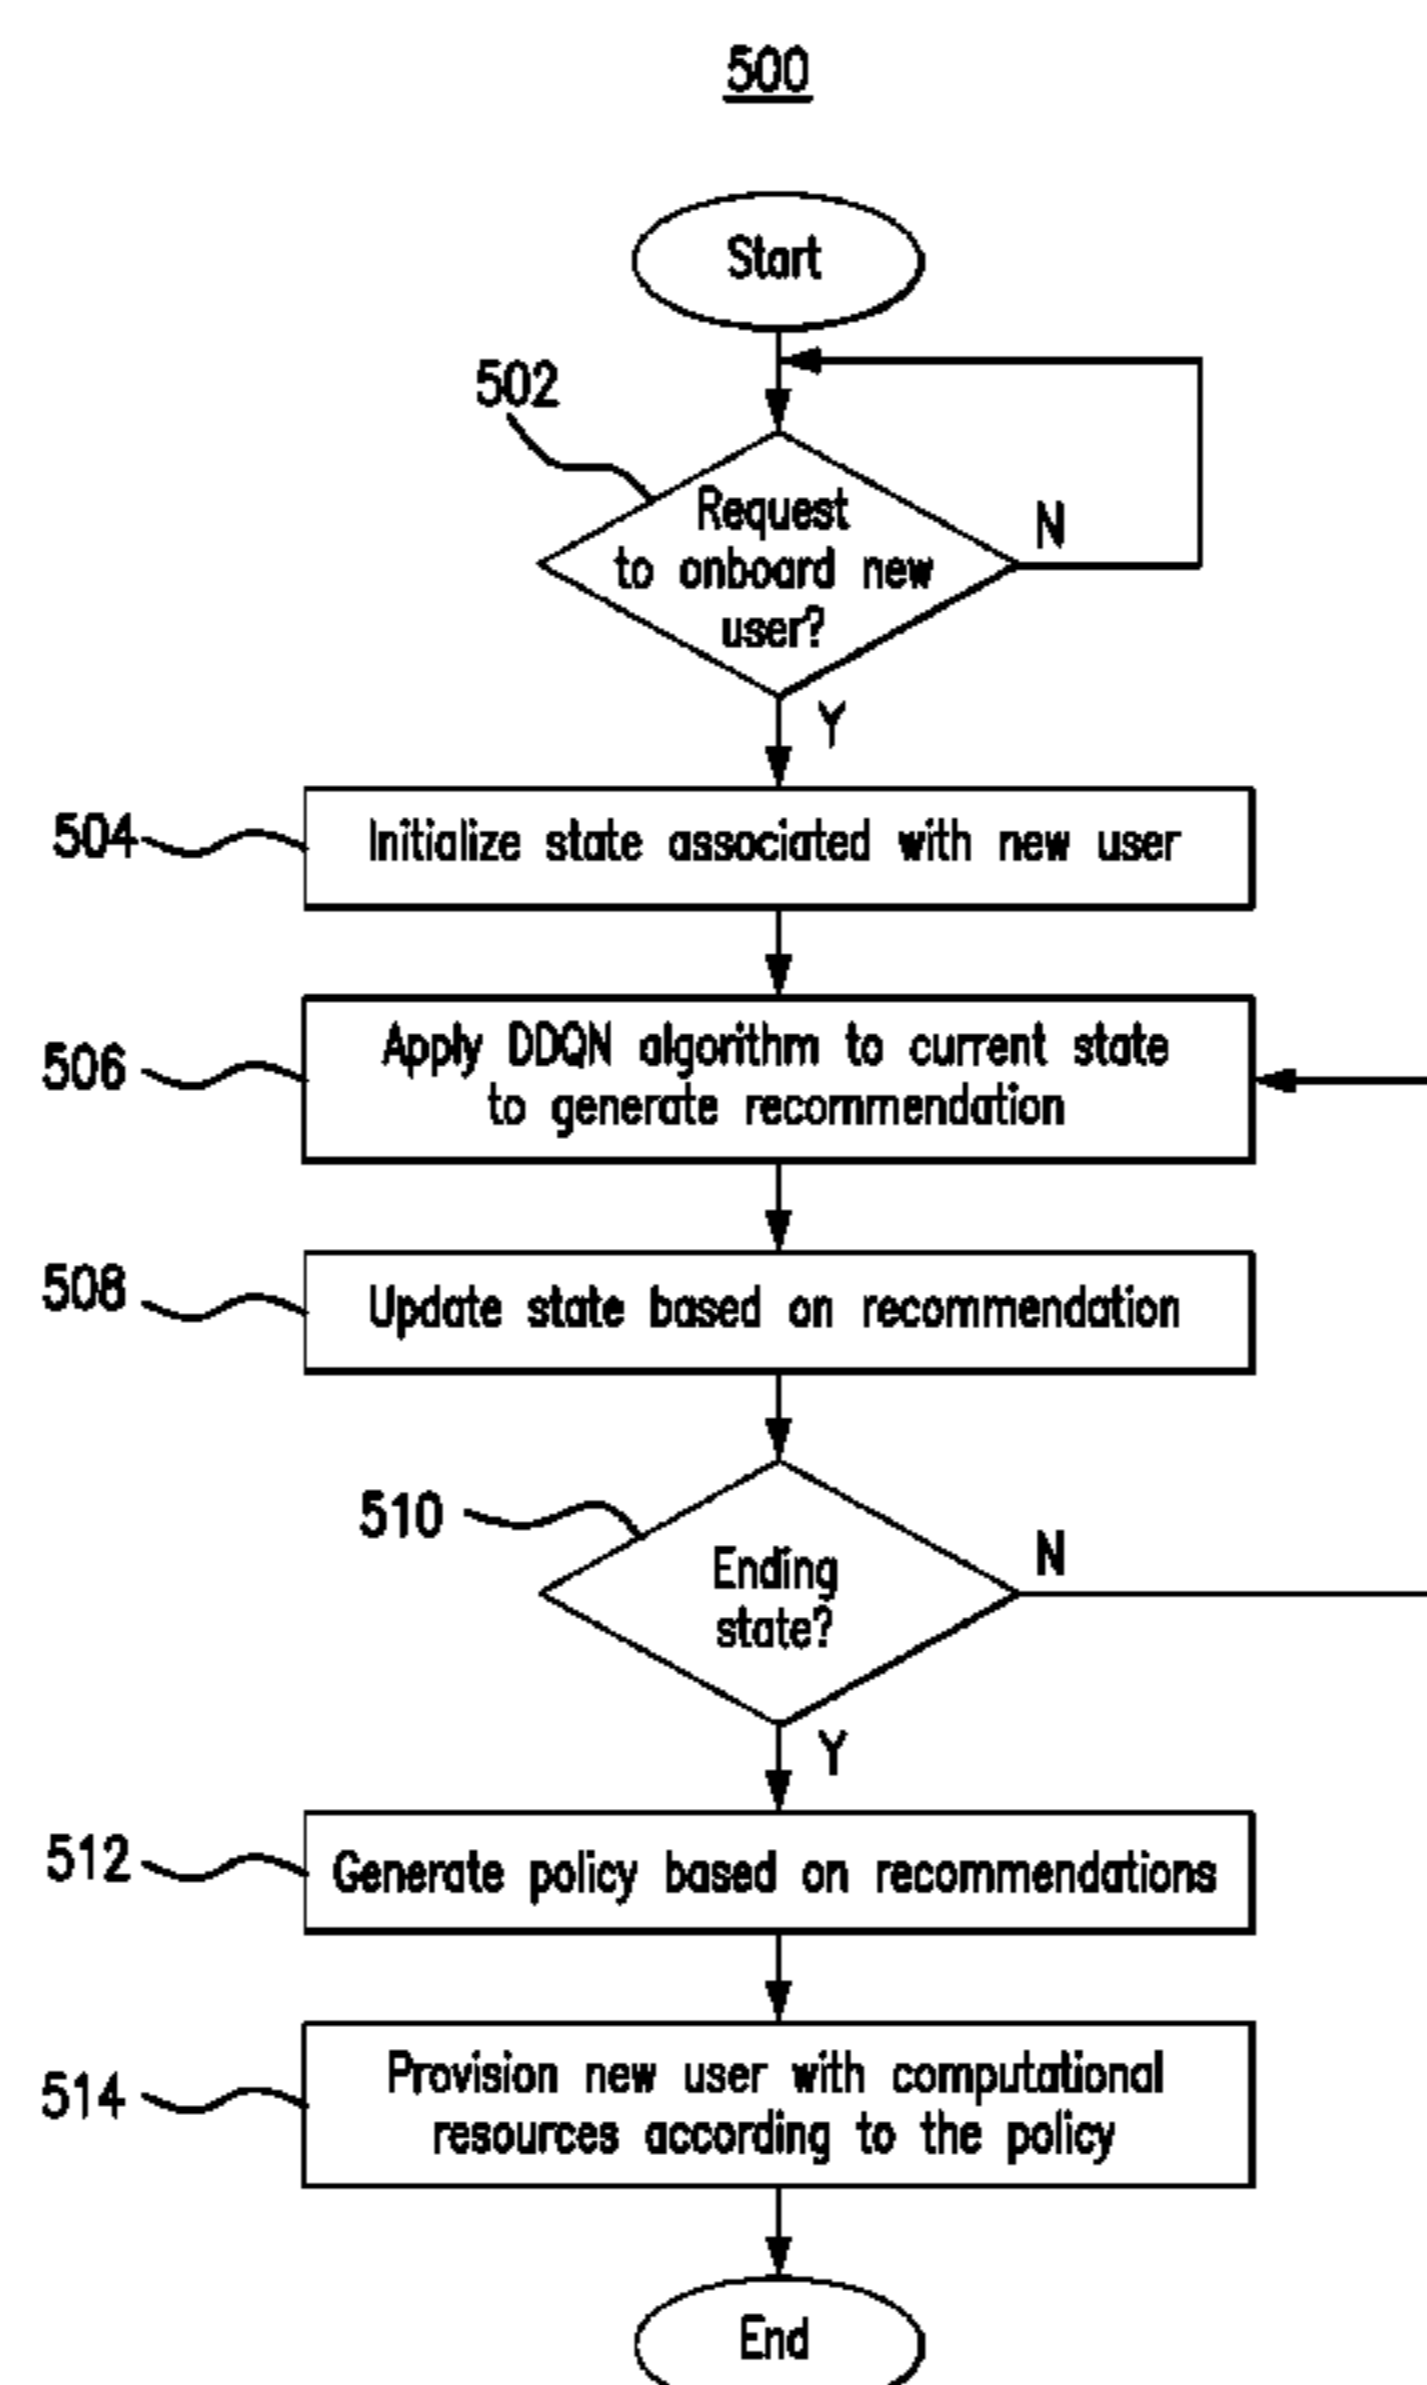 500
Start
502
Request
to onboard new
user?
N
Y
504
Initialize state associated with new user
506
Apply DDQN algorithm to current state
to generate recommendation
508
Update state based on recommendation
510
Ending
state?
N
Y
512
Generate policy based on recommendations
514
Provision new user with computational
resources according to the policy
End